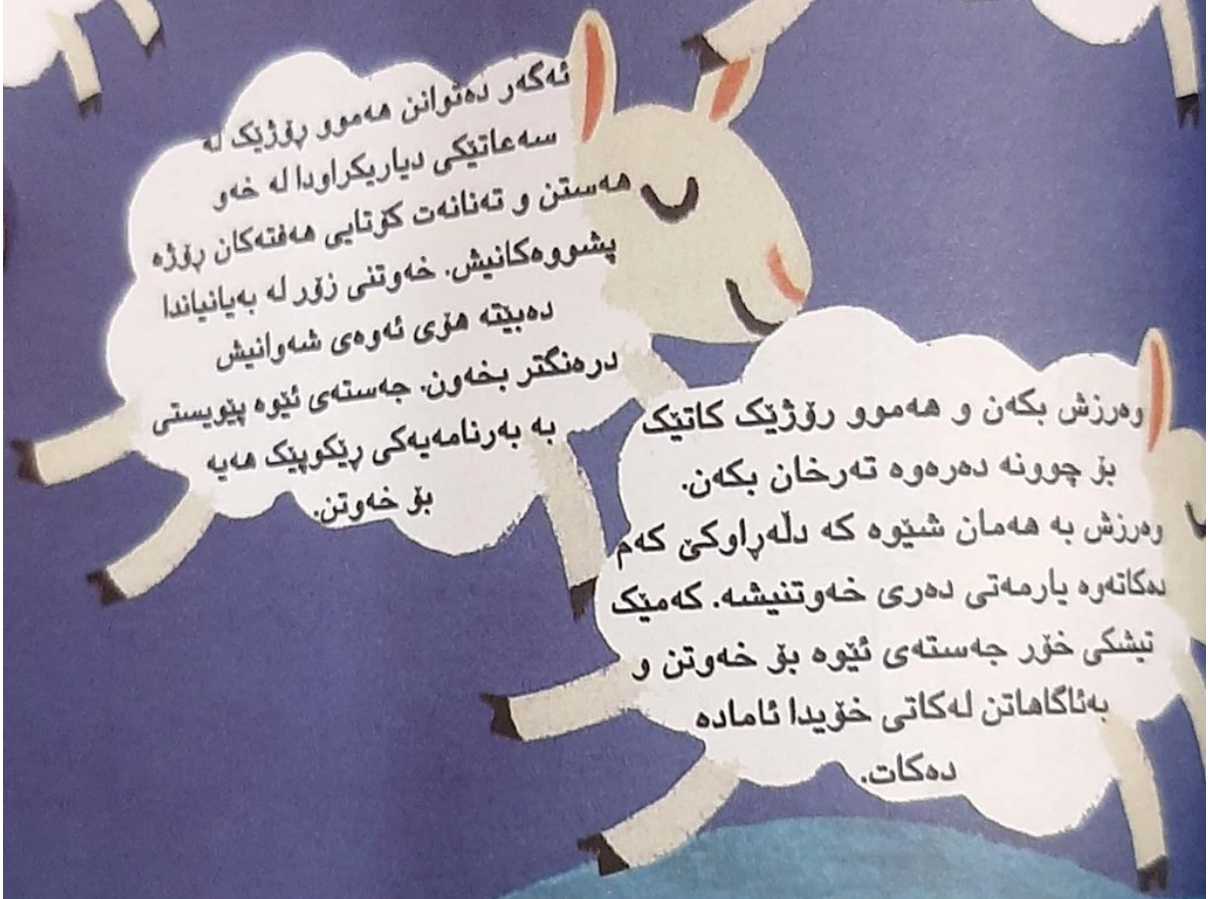 ئەگەر دەتوانن هەموو ڕۆژێک لە
سەعاتێکی دیاریکراودا لە خەو
هەستن و تەنانەت کۆتایی هەفتەکان ڕۆژە
پشووەکانیش. خەوتنی زۆر لە بەیانیاندا
دەبێتە هۆی ئەوەی شەوانیش
درەنگتر بخەون. جەستەی ئێوە پێویستی
بە بەرنامەیەکی ڕێکوپێک هەیە
بۆ خەوتن.
وەرزش بکەن و هەموو رۆژێک کاتێک
بۆ چوونە دەرەوە تەرخان بکەن.
وەرزش بە هەمان شێوە کە دڵەڕاوکێ کەم
دەکاتەوە یارمەتی دەری خەوتنیشە. کەمێک
تیشکی خۆر جەستەی ئێوە بۆ خەوتن و
بەئاگاهاتن لەکاتی خۆیدا ئامادە
دەکات.